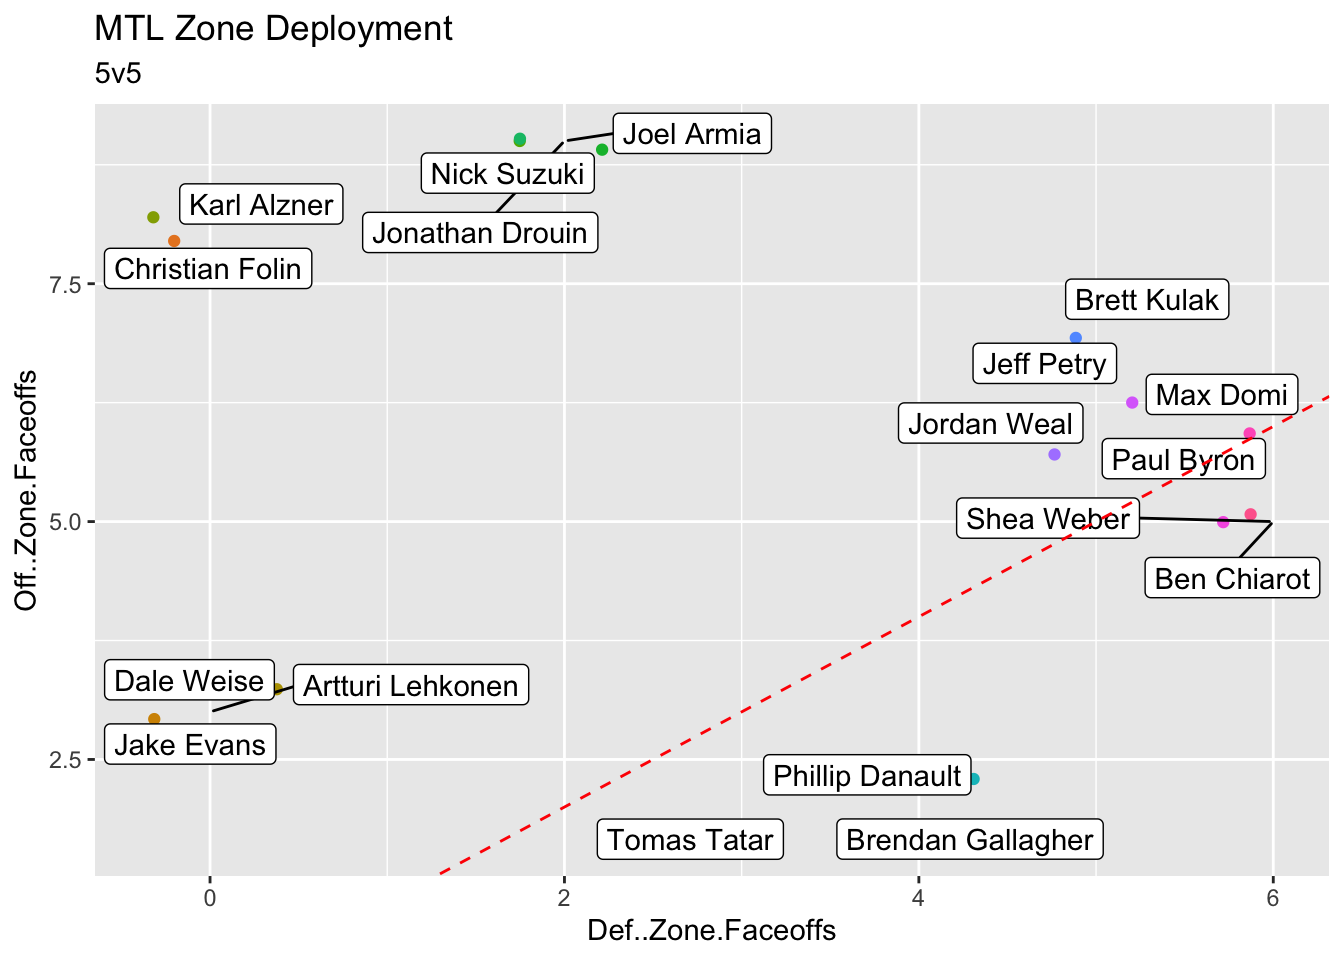 MTL Zone Deployment
5v5
Joel Armia
Nick Suzuki
Karl Alzner
Jonathan Drouin
Christian Folin
7.5
Brett Kulak
Jeff Petry
Max Domi
Jordan Weal
Paul Byron
5.0
Shea Weber
Ben Chiarot
Off..Zone.Faceoffs
Dale Weise
Artturi Lehkonen
Jake Evans
2.5
Phillip Danault
Tomas Tatar
Brendan Gallagher
0 2 4 6
Def..Zone.Faceoffs